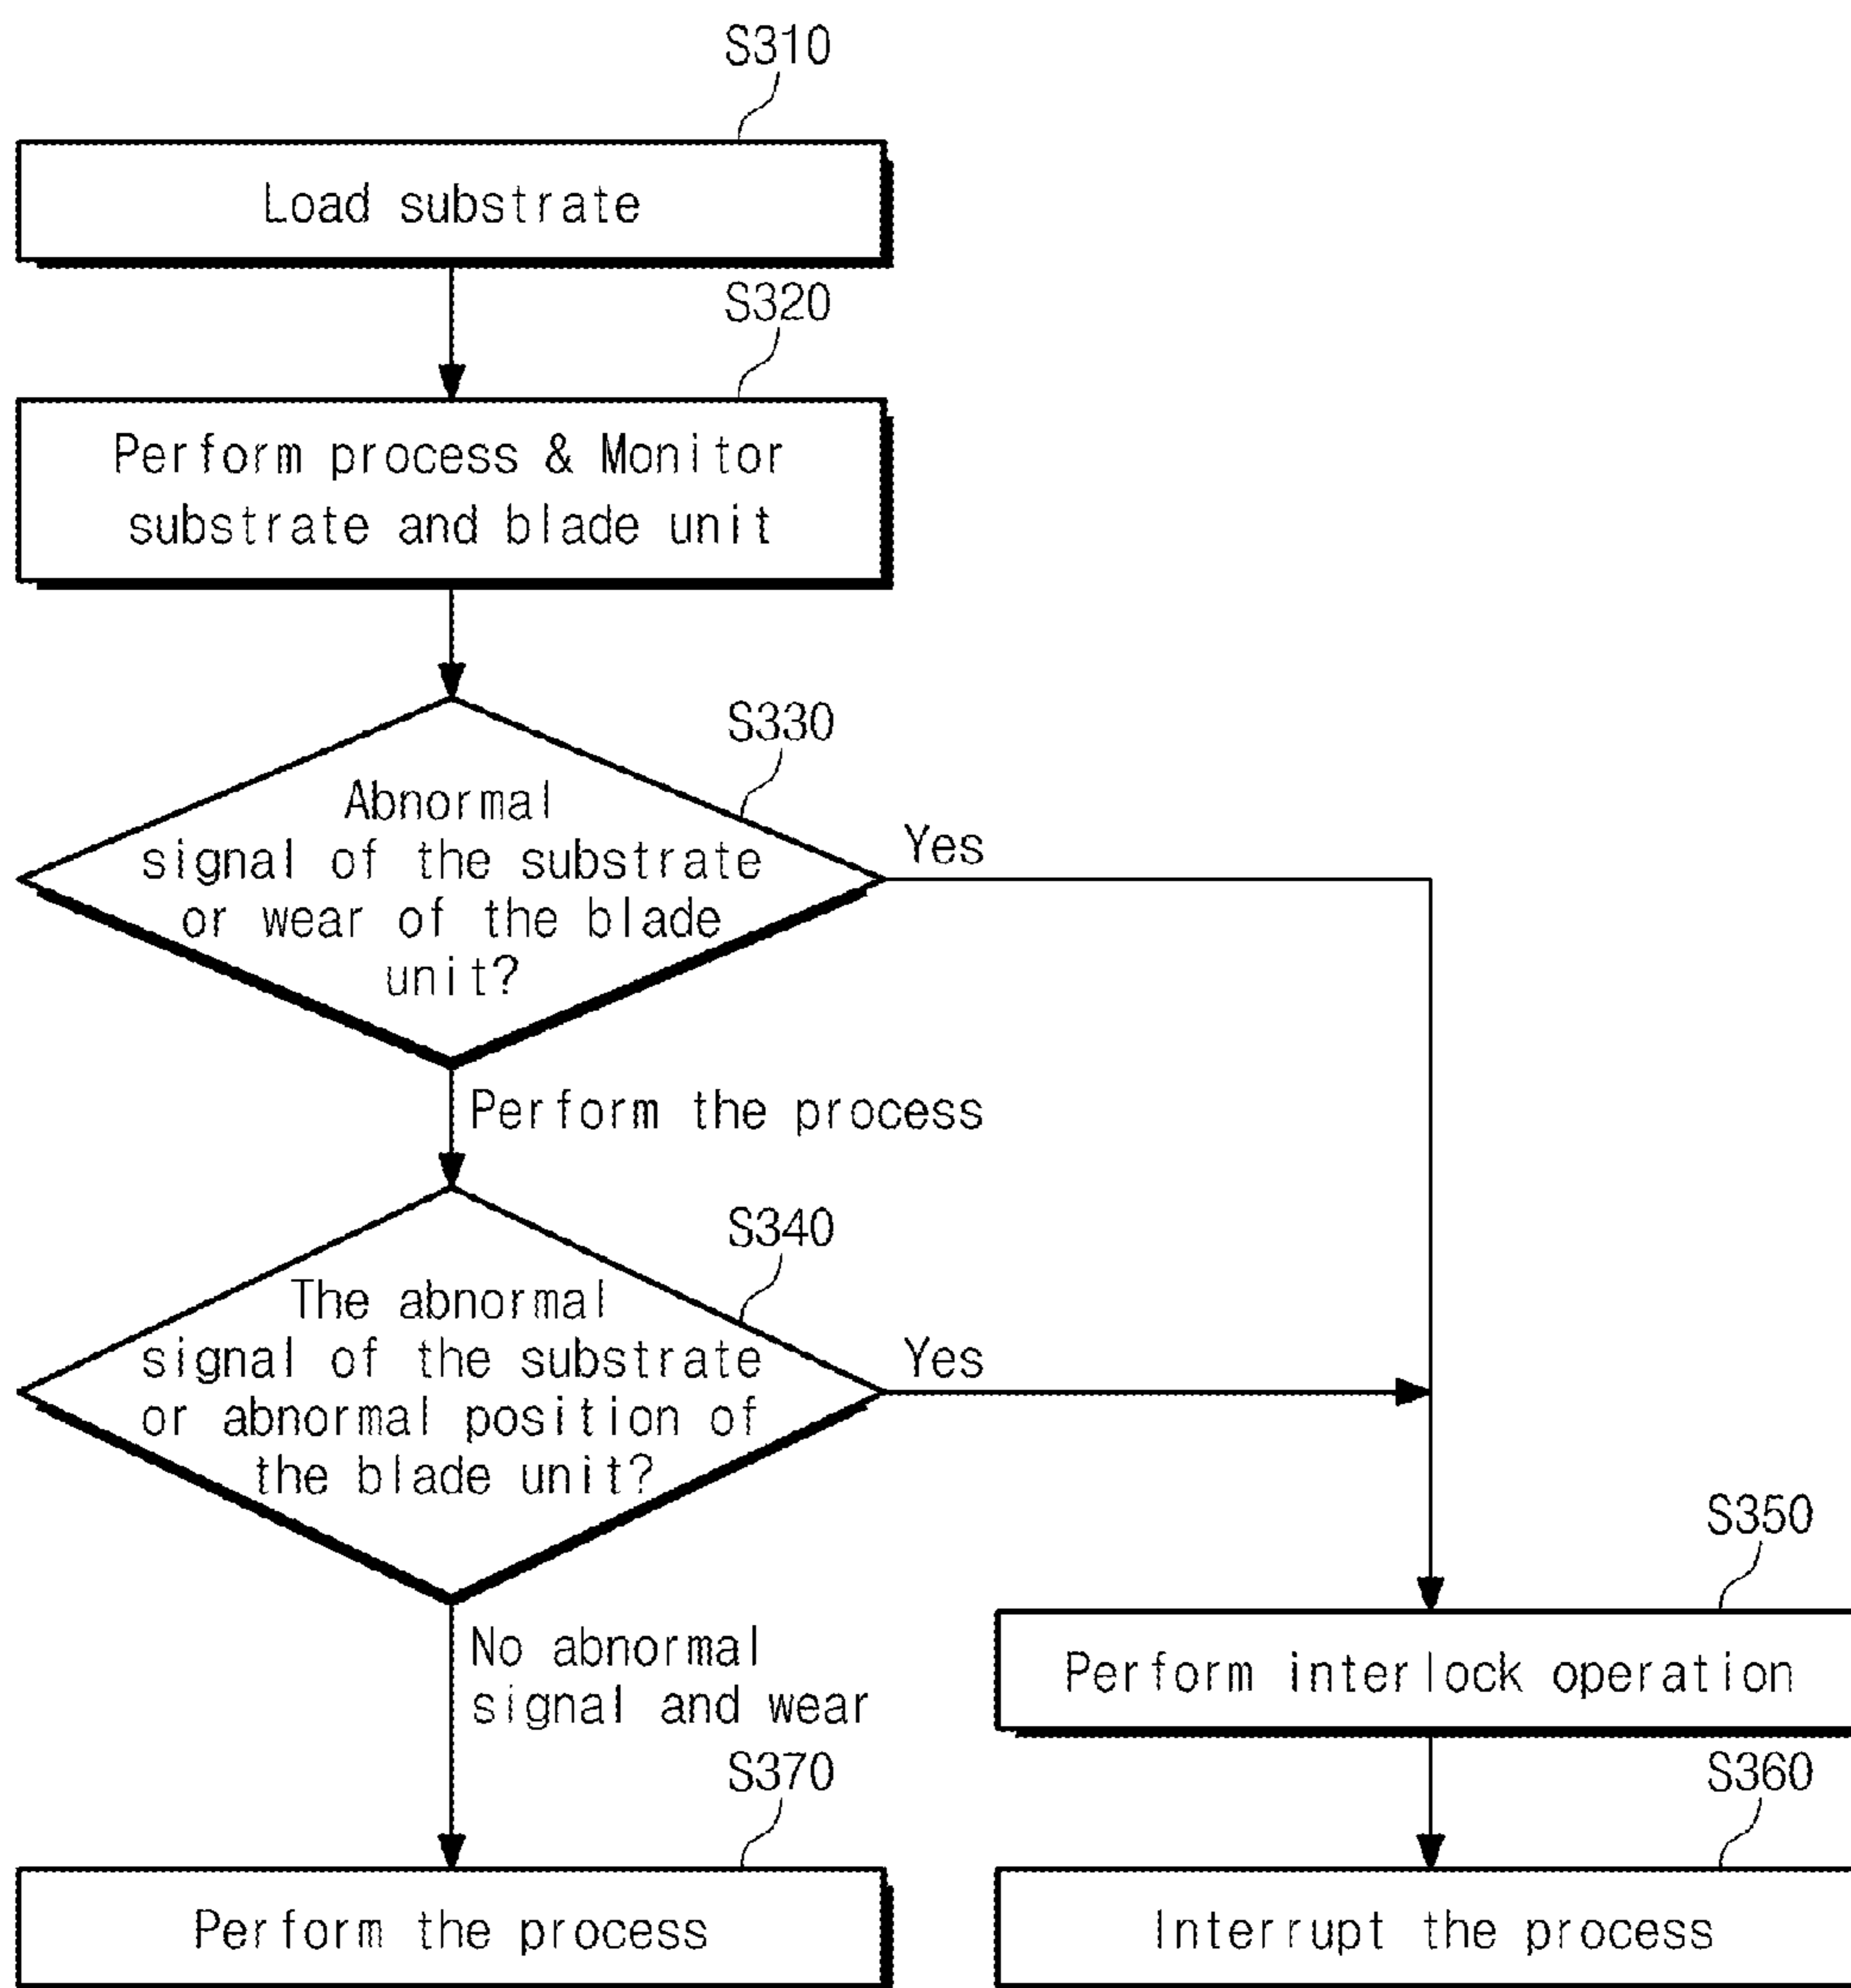 S310
Load substrate
S320
Perform process & Monitor
substrate and blade unit
S330
Abnormal
signal of the substrate
or wear of the blade
unit?
Yes
Perform the process
S340
The abnormal
signal of the substrate
or abnormal position of
the blade unit?
Yes
No abnormal
signal and wear
S350
Perform interlock operation
S370
Perform the process
S360
Interrupt the process